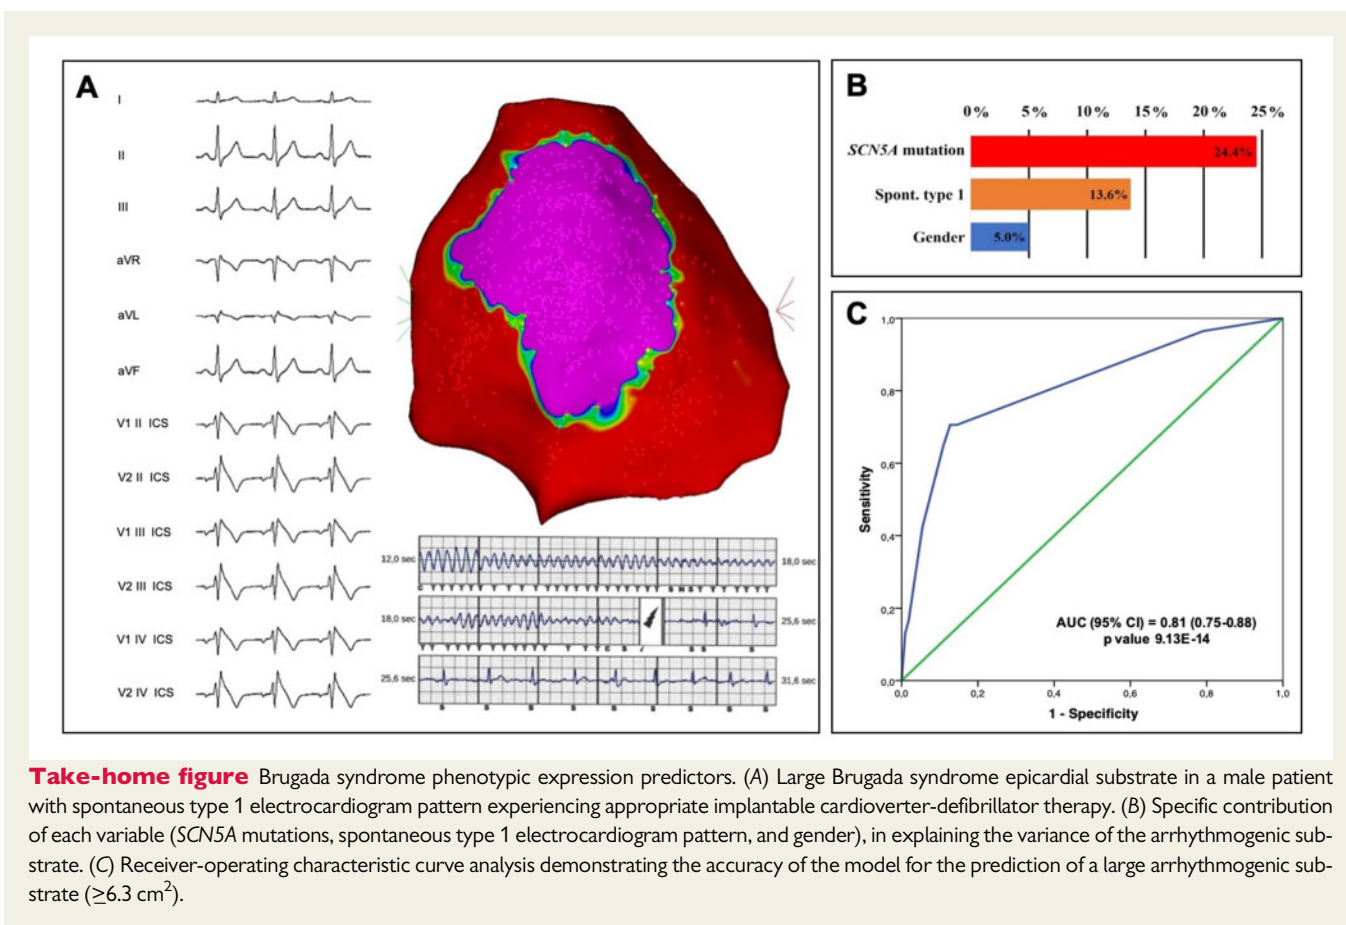 A
I
II
III
aVR
aVL
aVF
V1 II ICS
V2 II ICS
V1 III ICS
V2 III ICS
V1 IV ICS
V2 IV ICS
12,0 sec
18,0 sec
18,0 sec
25,6 sec
25,6 sec
31,6 sec
B
0% 5% 10% 15% 20% 25%
SCN5A mutation 24.4%
Spont. type 1 13.6%
Gender 5.0%
C
1,0
0,8
0,6
0,4
0,2
0,0
Sensitivity
AUC (95% CI) = 0.81 (0.75-0.88)
p value 9.13E-14
0,0 0,2 0,4 0,6 0,8 1,0
1 - Specificity
Take-home figure Brugada syndrome phenotypic expression predictors. (A) Large Brugada syndrome epicardial substrate in a male patient
with spontaneous type 1 electrocardiogram pattern experiencing appropriate implantable cardioverter-defibrillator therapy. (B) Specific contribution
of each variable (SCN5A mutations, spontaneous type 1 electrocardiogram pattern, and gender), in explaining the variance of the arrhythmogenic sub-
strate. (C) Receiver-operating characteristic curve analysis demonstrating the accuracy of the model for the prediction of a large arrhythmogenic sub-
strate (≥6.3 cm²).